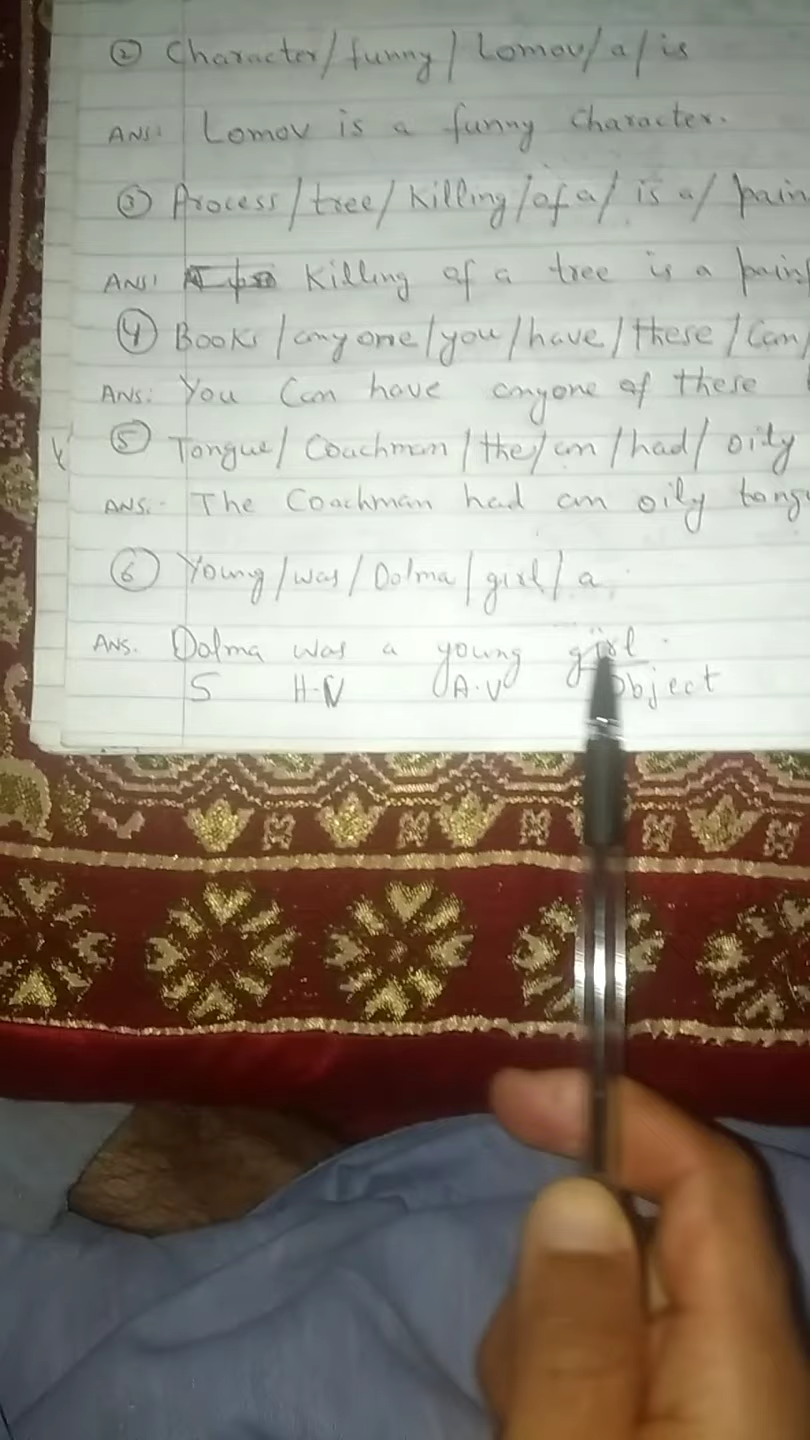 ② Character/funny/Lomov/a/is
Ans: Lomov is a funny character.
③ Process/tree/Killing/of a/is a/pain
Ans: Killing of a tree is a pain
④ Books/anyone/you/have/these/Can/
Ans: You Can have anyone of these
⑤ Tongue/Coachman/the/an/had/oily
Ans:- The Coachman had an oily tong
⑥ Young/was/Dolma/girl/a.
Ans. Dolma was a young girl.
S H.V A.V object